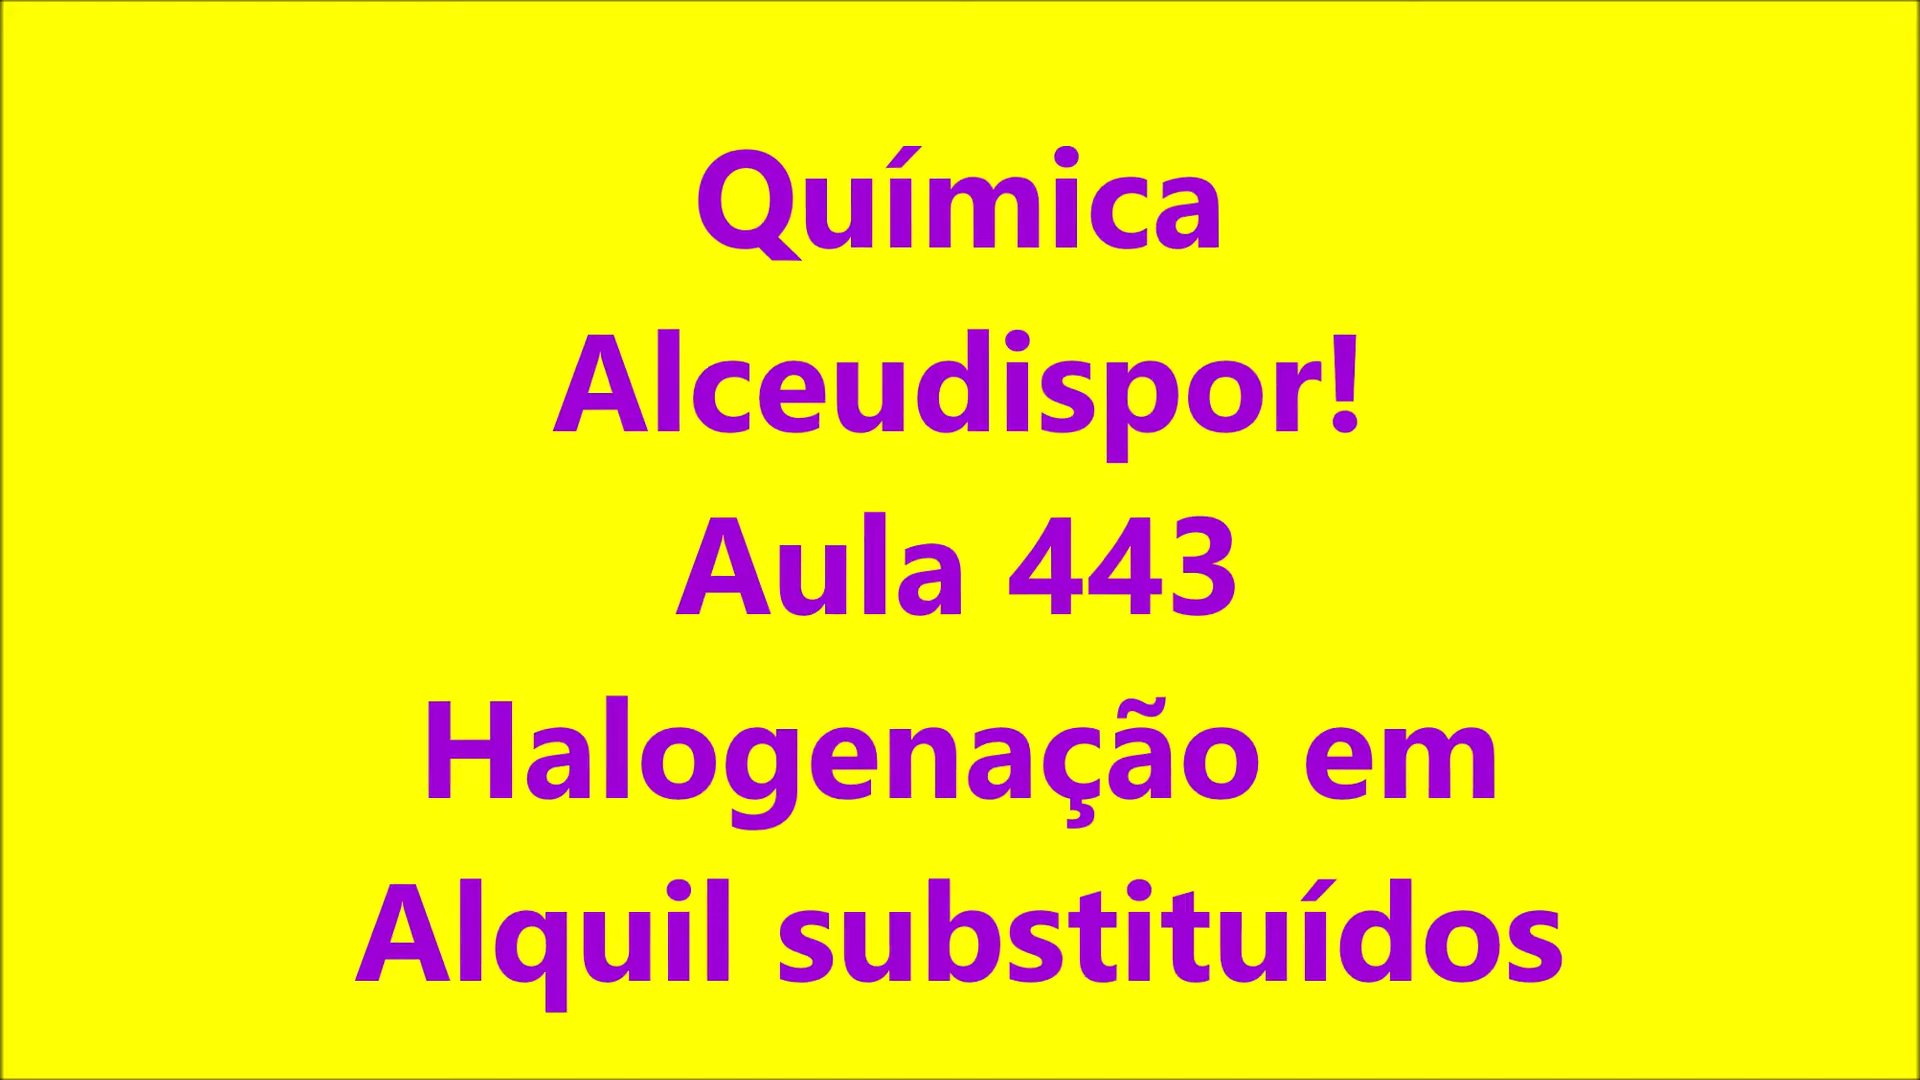 Química
Alceudispor!
Aula 443
Halogenação em
Alquil substituídos